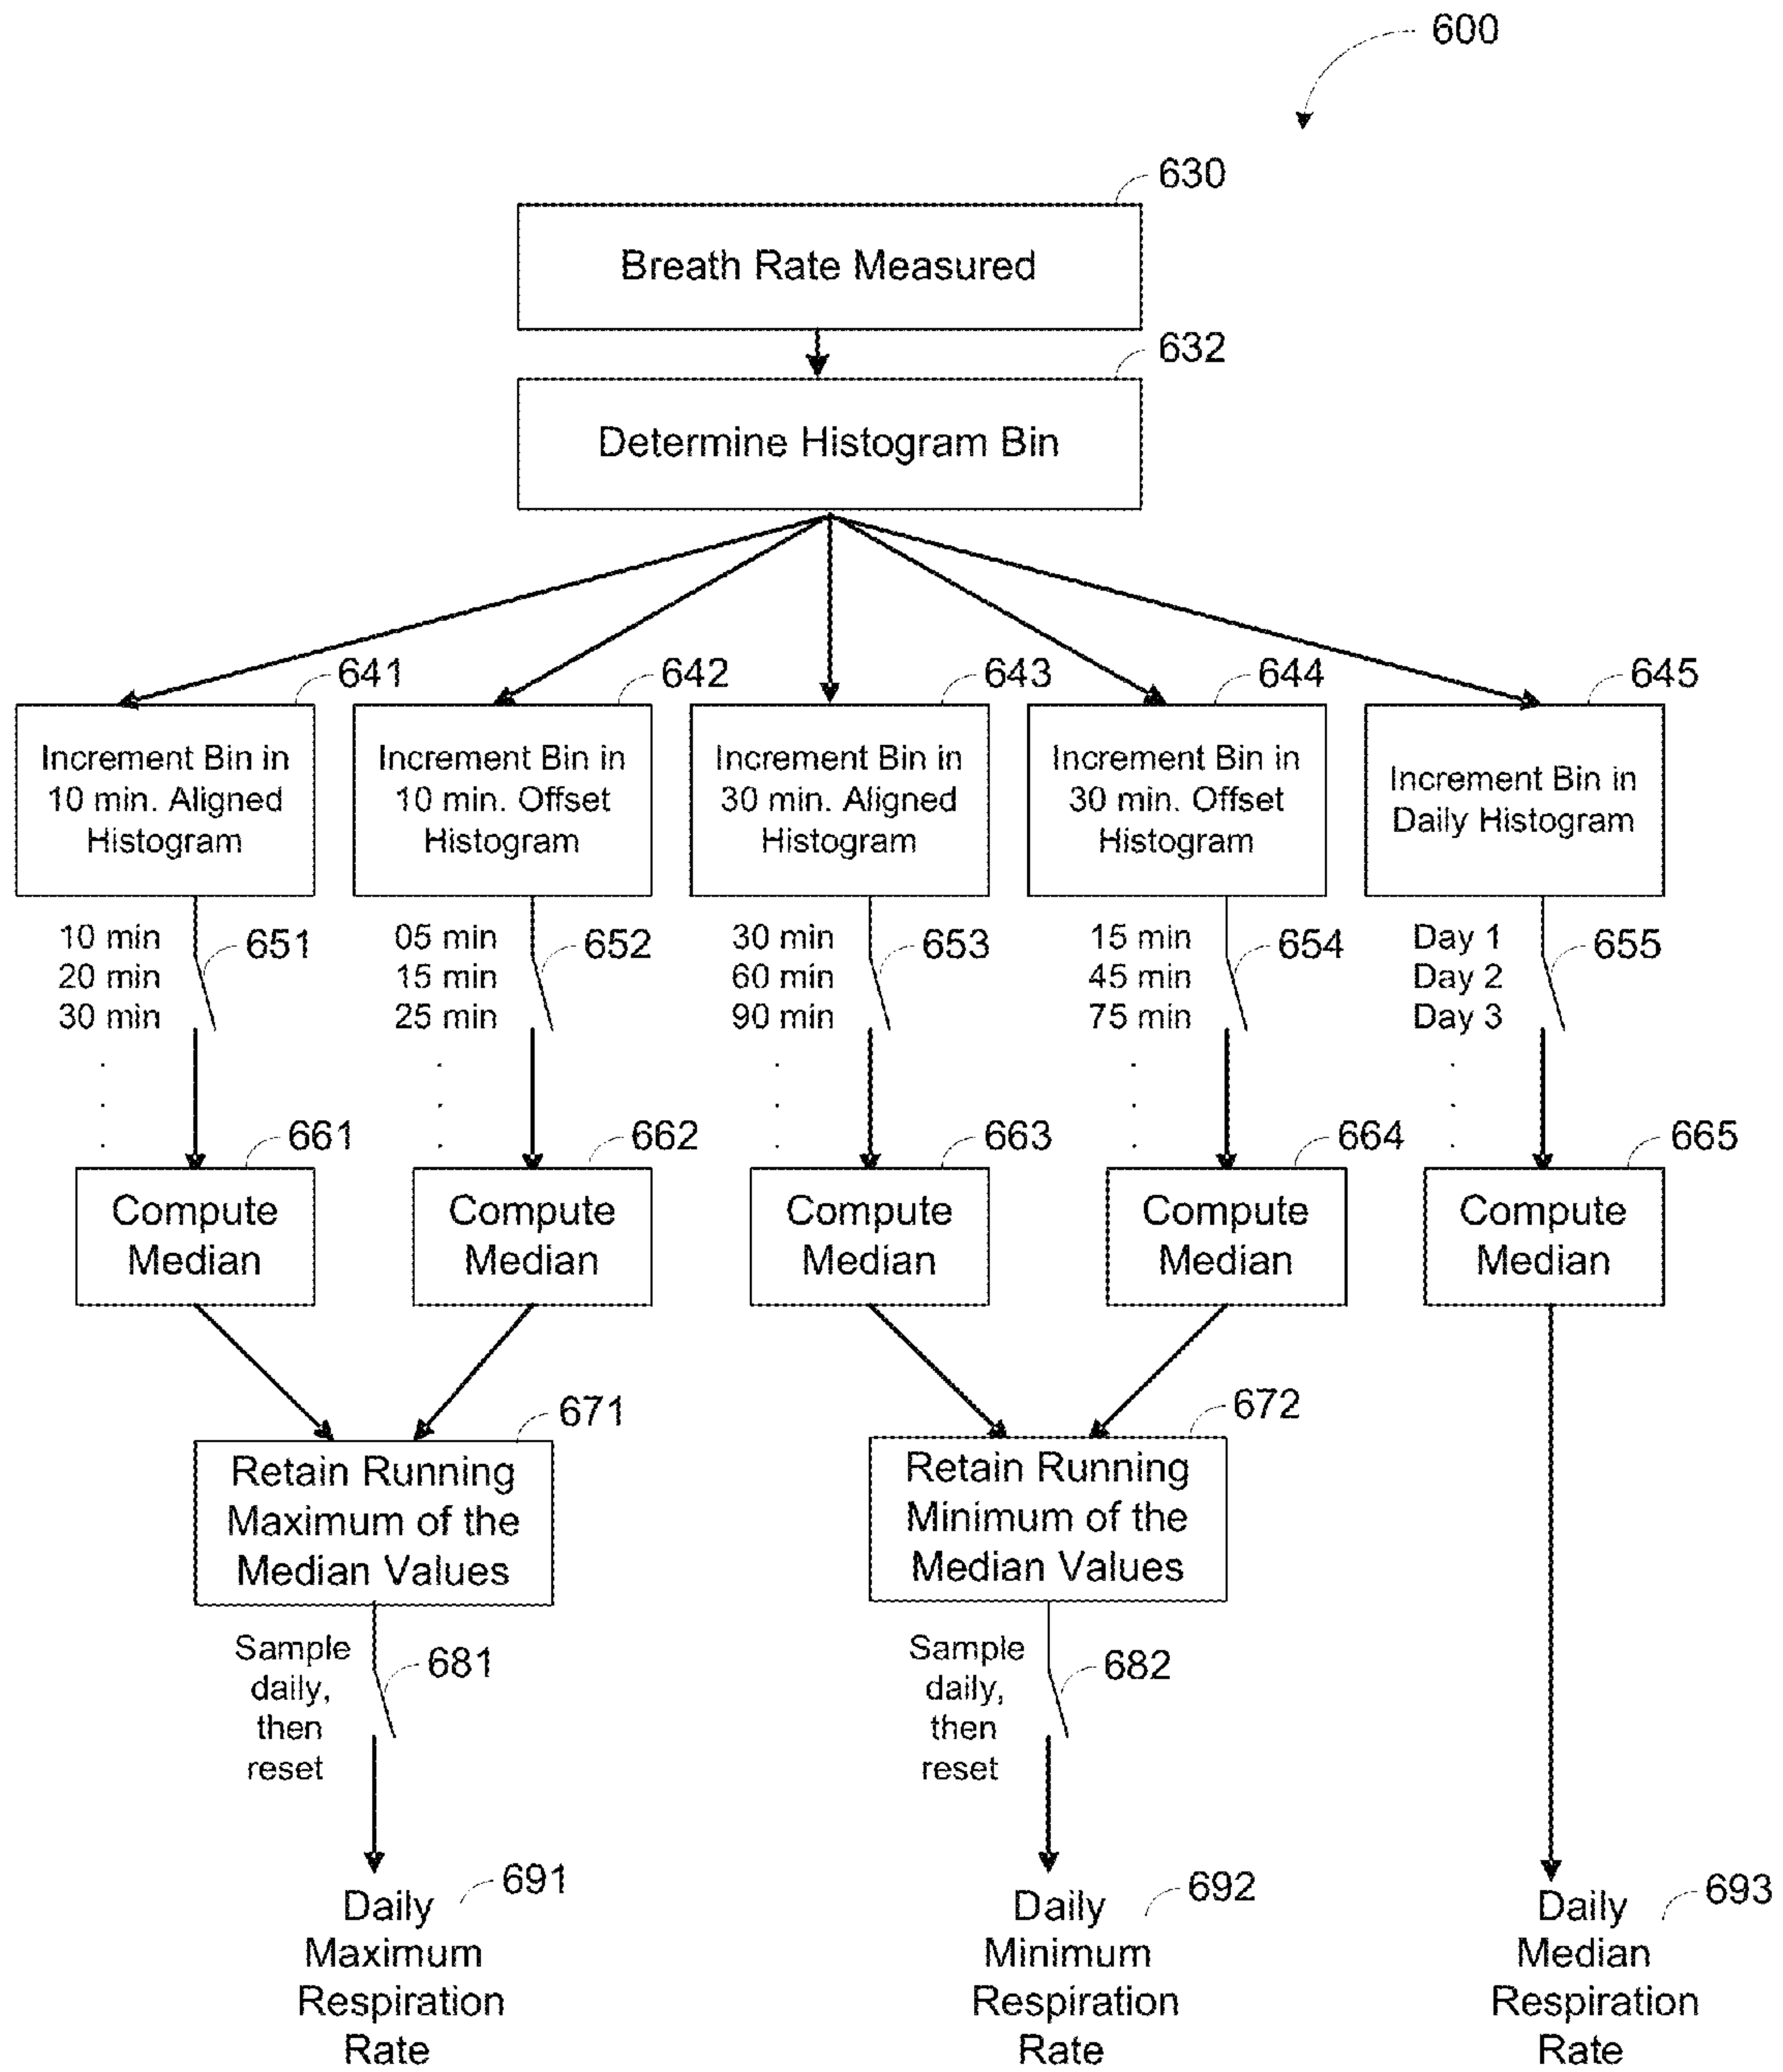 600
630
Breath Rate Measured
632
Determine Histogram Bin
641
642
643
644
645
Increment Bin in
10 min. Aligned
Histogram
Increment Bin in
10 min. Offset
Histogram
Increment Bin in
30 min. Aligned
Histogram
Increment Bin in
30 min. Offset
Histogram
Increment Bin in
Daily Histogram
10 min
20 min
30 min
.
.
.
651
05 min
15 min
25 min
.
.
.
652
30 min
60 min
90 min
.
.
.
653
15 min
45 min
75 min
.
.
.
654
Day 1
Day 2
Day 3
.
.
.
655
661
662
663
664
665
Compute
Median
Compute
Median
Compute
Median
Compute
Median
Compute
Median
671
Retain Running
Maximum of the
Median Values
672
Retain Running
Minimum of the
Median Values
Sample
daily,
then
reset
681
Sample
daily,
then
reset
682
691
Daily
Maximum
Respiration
Rate
692
Daily
Minimum
Respiration
Rate
693
Daily
Median
Respiration
Rate